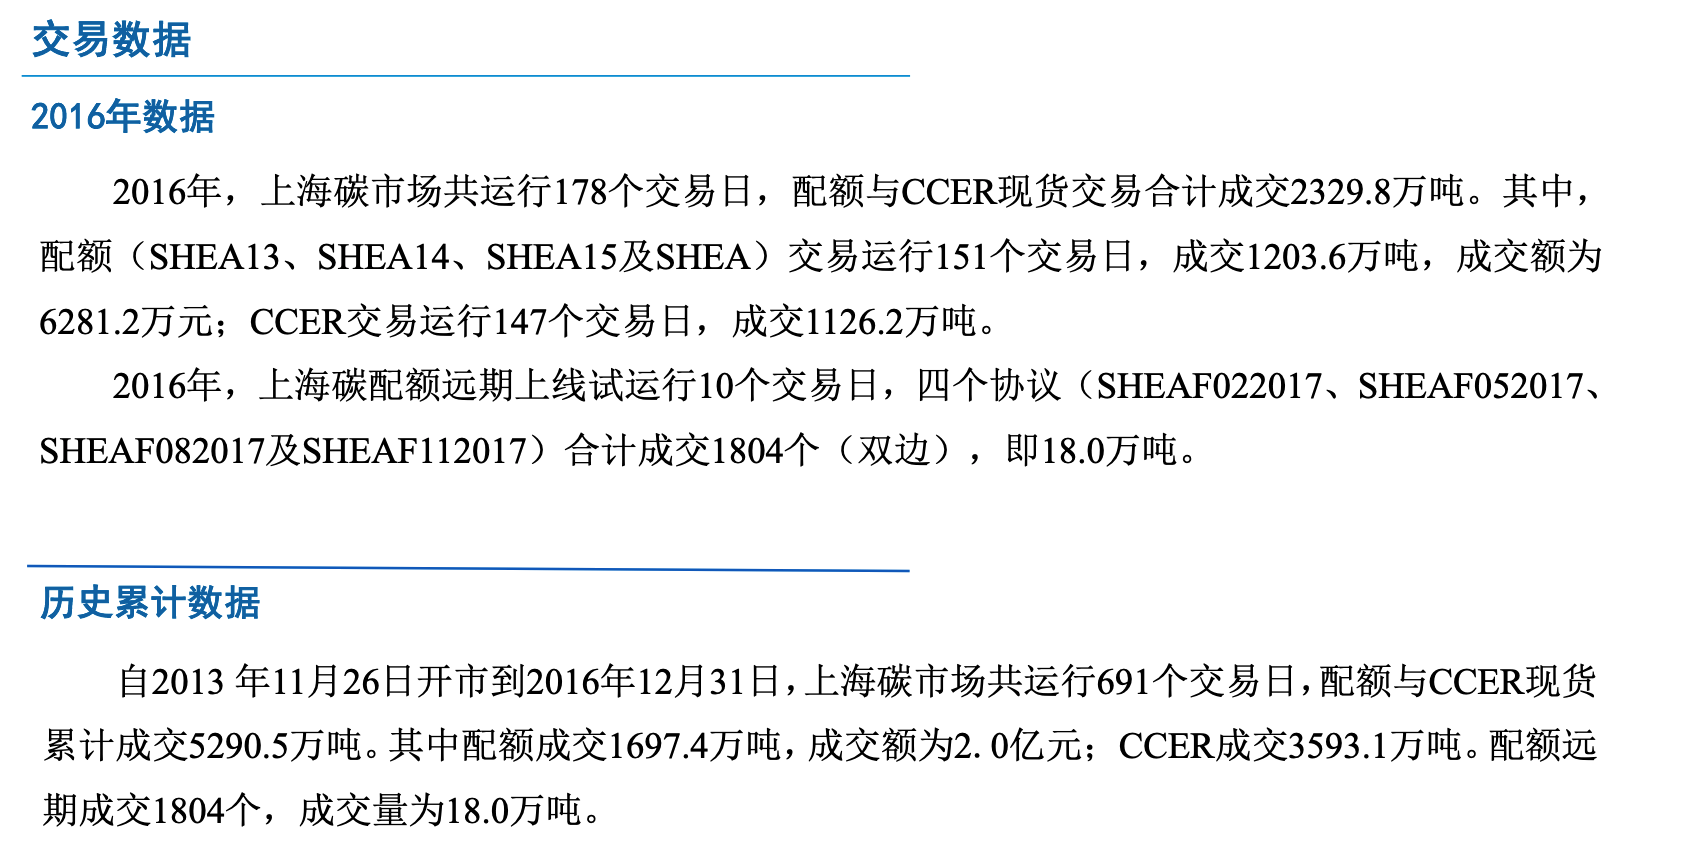 交易数据
2016年数据
2016年，上海碳市场共运行178个交易日，配额与CCER现货交易合计成交2329.8万吨。其中，
配额（SHEA13、SHEA14、SHEA15及SHEA）交易运行151个交易日，成交1203.6万吨，成交额为
6281.2万元；CCER交易运行147个交易日，成交1126.2万吨。
2016年，上海碳配额远期上线试运行10个交易日，四个协议（SHEAF022017、SHEAF052017、
SHEAF082017及SHEAF112017）合计成交1804个（双边），即18.0万吨。
历史累计数据
自2013 年11月26日开市到2016年12月31日，上海碳市场共运行691个交易日，配额与CCER现货
累计成交5290.5万吨。其中配额成交1697.4万吨，成交额为2. 0亿元；CCER成交3593.1万吨。配额远
期成交1804个，成交量为18.0万吨。